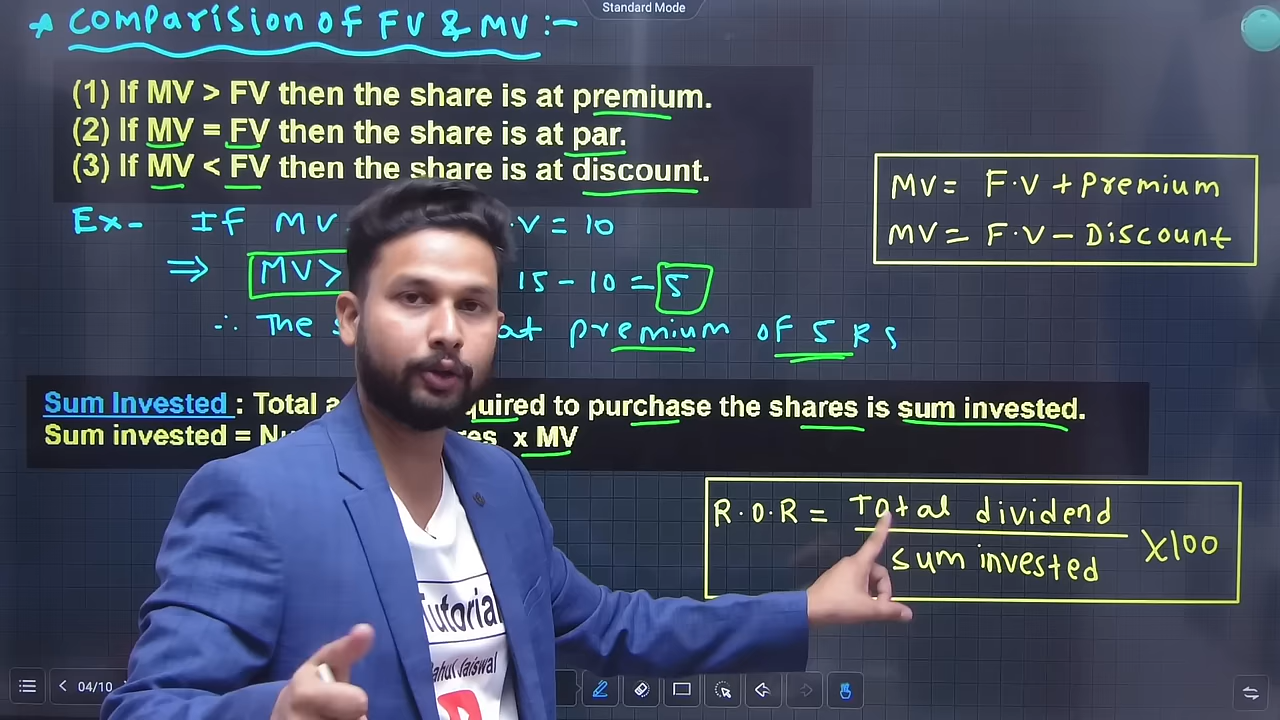 Standard Mode
* Comparision of FV & MV :-
(1) If MV > FV then the share is at premium.
(2) If MV = FV then the share is at par.
(3) If MV < FV then the share is at discount.
MV = F.V + Premium
MV = F.V - Discount
Ex- If MV .V = 10
⇒ MV> 15 - 10 = 5
∴ The at premium of 5 Rs
Sum Invested : Total to purchase the shares is sum invested.
Sum invested = x MV
R.O.R = Total dividend
sum invested
X100
Tutorial
Jaiswal
04/10